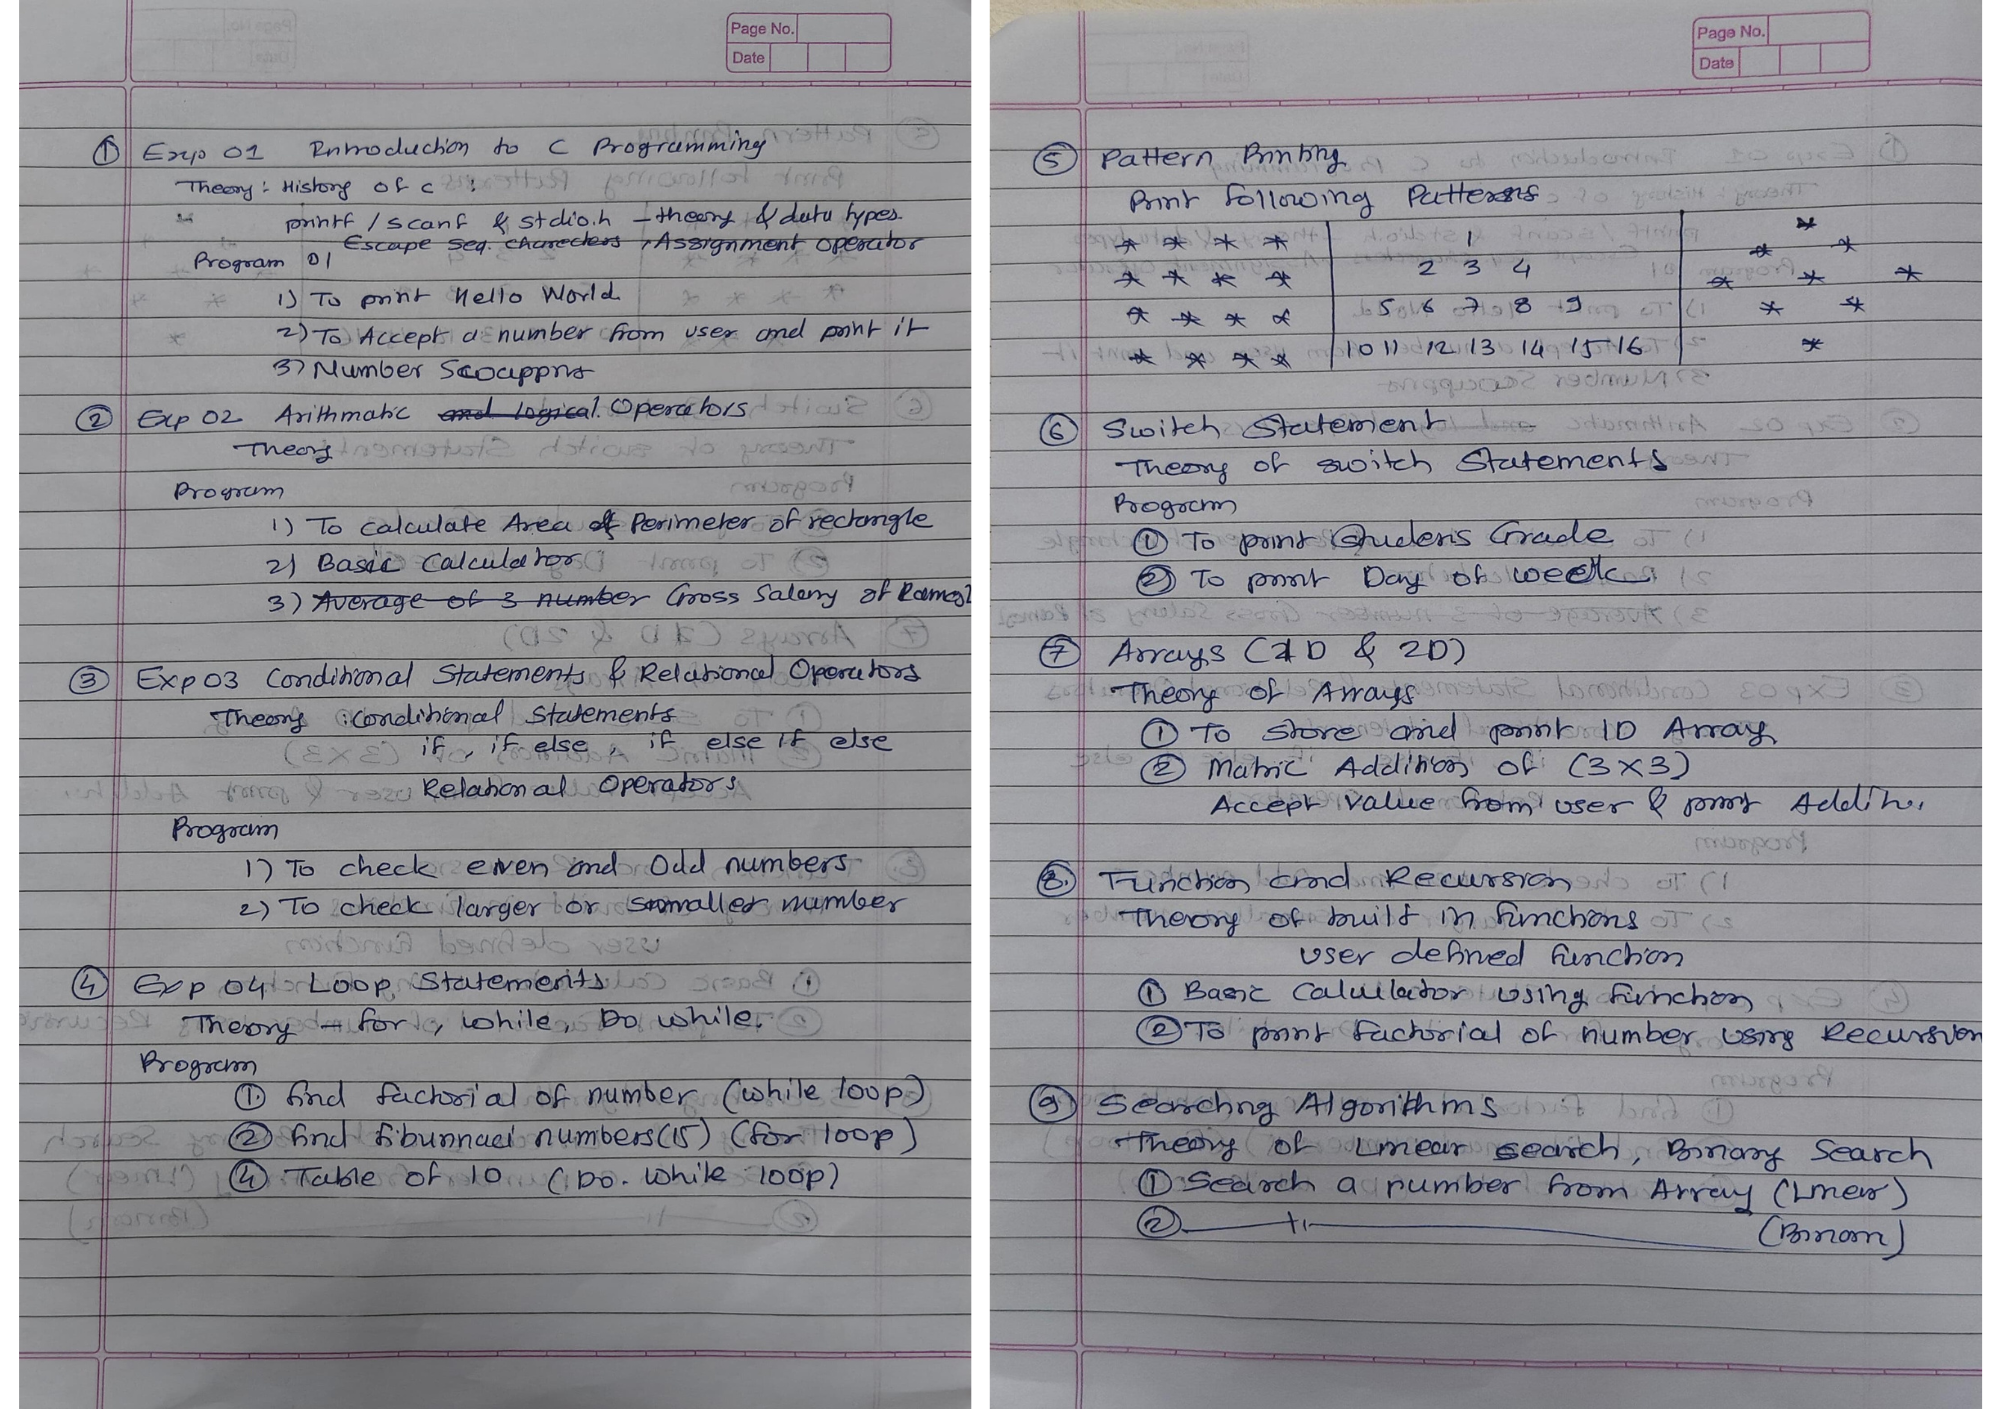 Page No.
Date
① Exp 01 Introduction to C Programming
Theory : History of C :
" printf / scanf & stdio.h – theory & data types.
Escape seq. charecters , Assignment operator
Program 01
1) To print Hello World
2) To Accept a number from user and print it
3) Number
② Exp 02 Arithmatic and logical. Operators
Theory
Program
1) To calculate Area & Perimeter of rectangle
2) Basic Calculator
3) Average of 3 number Gross Salary of
③ Exp 03 Conditional Statements & Relational Operators
Theory : Conditional Statements
if , if else , if else if else
Relational Operators
Program
1) To check even and Odd numbers
2) To check larger or smaller number
④ Exp 04 Loop Statements
Theory – for , while, Do while.
Program
① find factorial of number (while loop)
② find fibunnaci numbers (15) (for loop)
④ Table of 10 (Do. while loop)
Page No.
Date
⑤ Pattern Printing
Print following Patterns
* * * * | 1 | *
* * * * | 2 3 4 | * *
* * * * | 5 6 7 8 9 | * * *
* * * * | 10 11 12 13 14 15 16 | * *
*
⑥ Switch Statement
Theory of switch Statements
Program
① To print Grade
② To print Day of week
⑦ Arrays (1D & 2D)
Theory of Arrays
① To store and print 1D Array
② Matric Addition of (3×3)
Accept value from user & print
⑧. Function and Recursion
Theory of built in functions
user defined function
① Basic Calculator using function
② To print factorial of number using Recursion
⑨ Searching Algorithms
Theory of Linear search, Binary Search
① Search a number from Array (Linear)
② —— 11 —— (Binary)